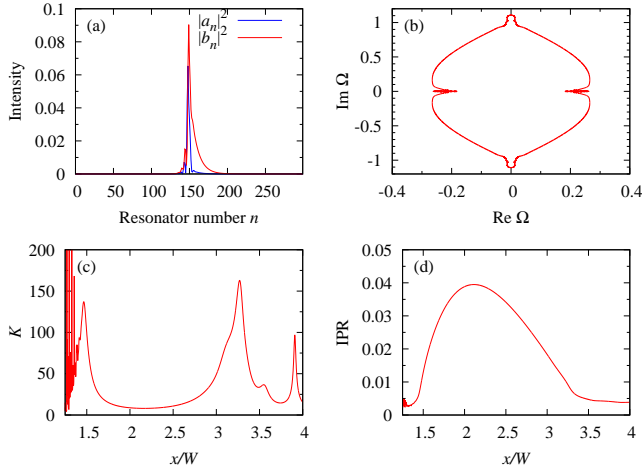 (a)
|a_n|^2
|b_n|^2
Intensity
0.1
0.08
0.06
0.04
0.02
0
0 50 100 150 200 250
Resonator number n
(b)
Im Ω
1
0.5
0
-0.5
-1
-0.4 -0.2 0 0.2 0.4
Re Ω
(c)
K
200
150
100
50
0
1.5 2 2.5 3 3.5 4
x/W
(d)
IPR
0.05
0.04
0.03
0.02
0.01
0
1.5 2 2.5 3 3.5 4
x/W